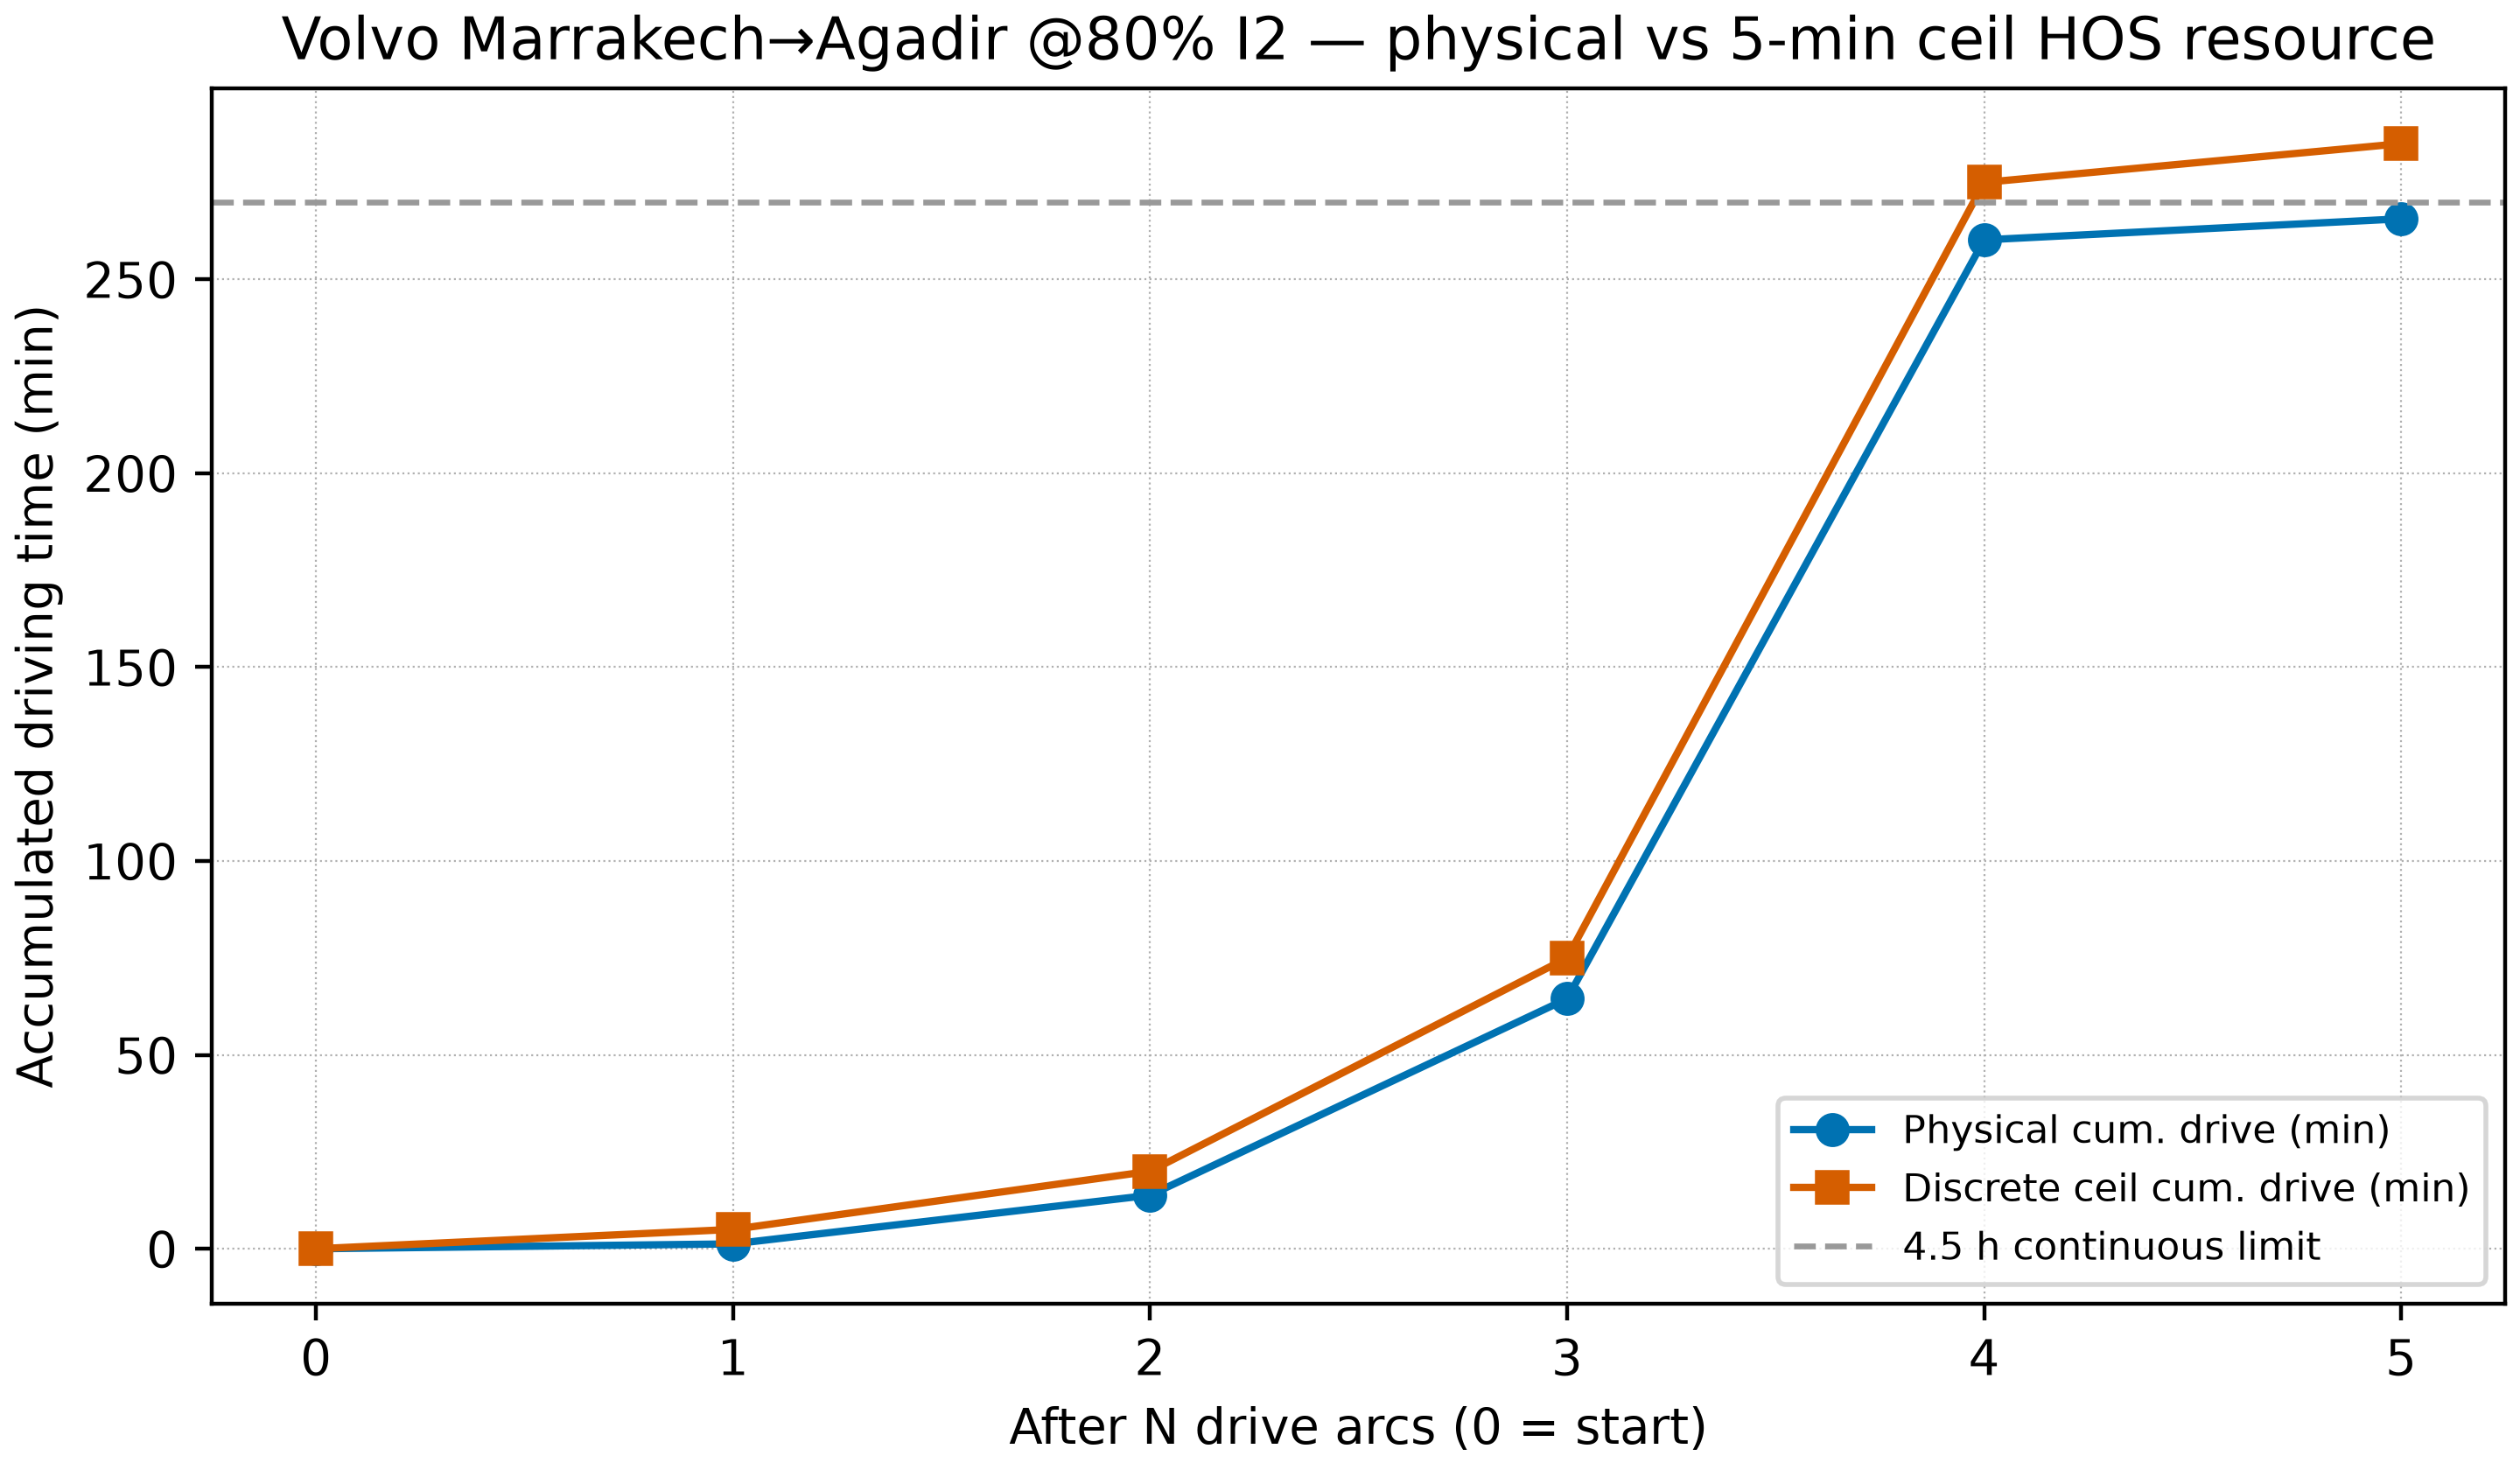 Volvo Marrakech→Agadir @80% I2 — physical vs 5-min ceil HOS resource
Accumulated driving time (min)
250
200
150
100
50
0
Physical cum. drive (min)
Discrete ceil cum. drive (min)
4.5 h continuous limit
0 1 2 3 4 5
After N drive arcs (0 = start)